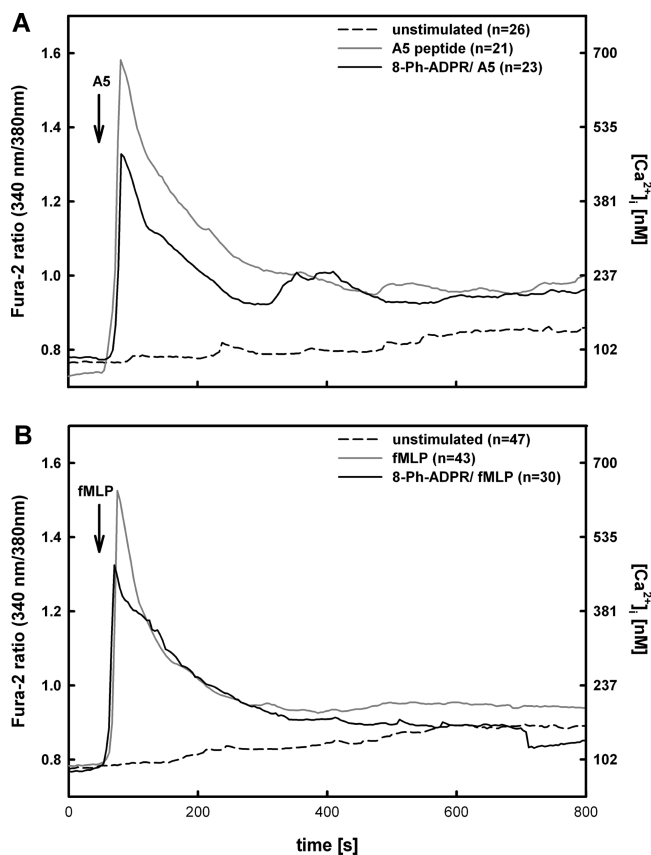 A
unstimulated (n=26)
A5 peptide (n=21)
8-Ph-ADPR/ A5 (n=23)
A5
1.6
1.4
1.2
1.0
0.8
Fura-2 ratio (340 nm/380nm)
700
535
381
237
102
[Ca²⁺]ᵢ [nM]
B
unstimulated (n=47)
fMLP (n=43)
8-Ph-ADPR/ fMLP (n=30)
fMLP
1.6
1.4
1.2
1.0
0.8
Fura-2 ratio (340 nm/380nm)
700
535
381
237
102
[Ca²⁺]ᵢ [nM]
0 200 400 600 800
time [s]